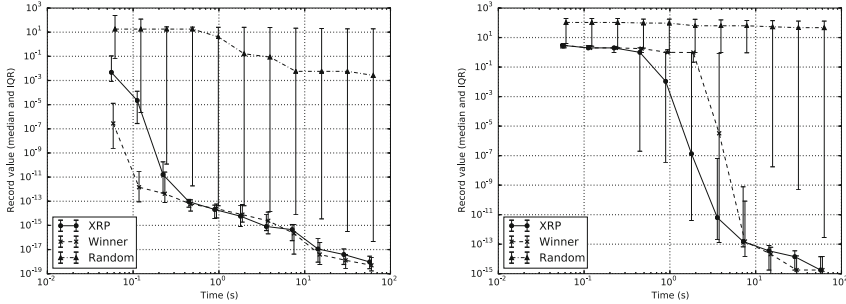 10^3
10^1
10^-1
10^-3
10^-5
10^-7
10^-9
10^-11
10^-13
10^-15
10^-17
10^-19
Record value (median and IQR)
XRP
Winner
Random
10^-2 10^-1 10^0 10^1 10^2
Time (s)
10^3
10^1
10^-1
10^-3
10^-5
10^-7
10^-9
10^-11
10^-13
10^-15
Record value (median and IQR)
XRP
Winner
Random
10^-2 10^-1 10^0 10^1 10^2
Time (s)